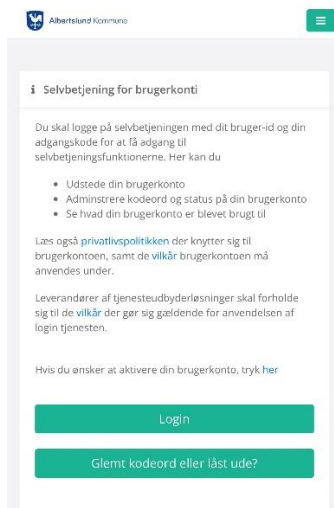 Albertslund Kommune
Selvbetjening for brugerkonti
Du skal logge på selvbetjeningen med dit bruger-id og din
adgangskode for at få adgang til
selvbetjeningsfunktionerne. Her kan du
Udstede din brugerkonto
Adminstrere kodeord og status på din brugerkonto
Se hvad din brugerkonto er blevet brugt til
Læs også privatlivspolitikken der knytter sig til
brugerkontoen, samt de vilkår brugerkontoen må
anvendes under.
Leverandører af tjenesteudbyderløsninger skal forholde
sig til de vilkår der gør sig gældende for anvendelsen af
login tjenesten.
Hvis du ønsker at aktivere din brugerkonto, tryk her
Login
Glemt kodeord eller låst ude?